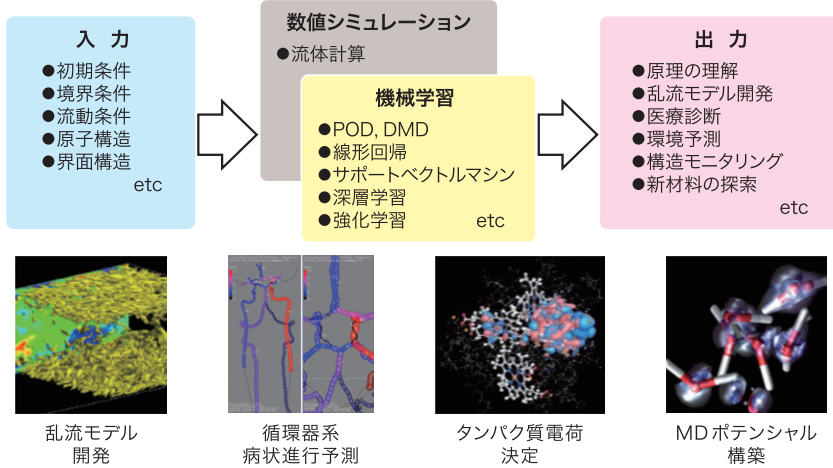 入力
●初期条件
●境界条件
●流動条件
●原子構造
●界面構造
etc
数値シミュレーション
●流体計算
機械学習
●POD, DMD
●線形回帰
●サポートベクトルマシン
●深層学習
●強化学習
etc
出力
●原理の理解
●乱流モデル開発
●医療診断
●環境予測
●構造モニタリング
●新材料の探索
etc
乱流モデル
開発
循環器系
病状進行予測
タンパク質電荷
決定
MDポテンシャル
構築